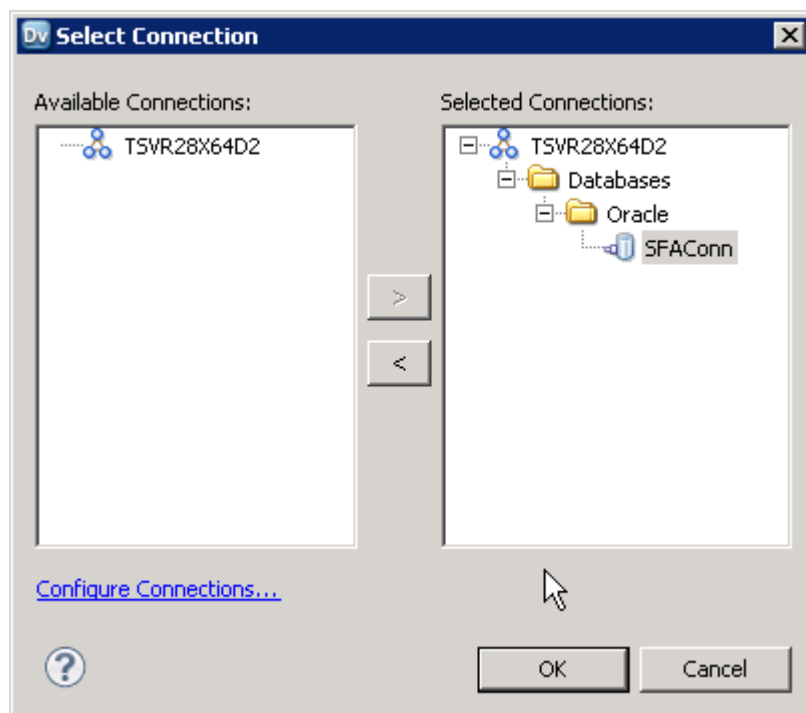 Dv Select Connection
Available Connections:
Selected Connections:
TSVR28X64D2
TSVR28X64D2
Databases
Oracle
SFAConn
>
<
Configure Connections...
?
OK
Cancel